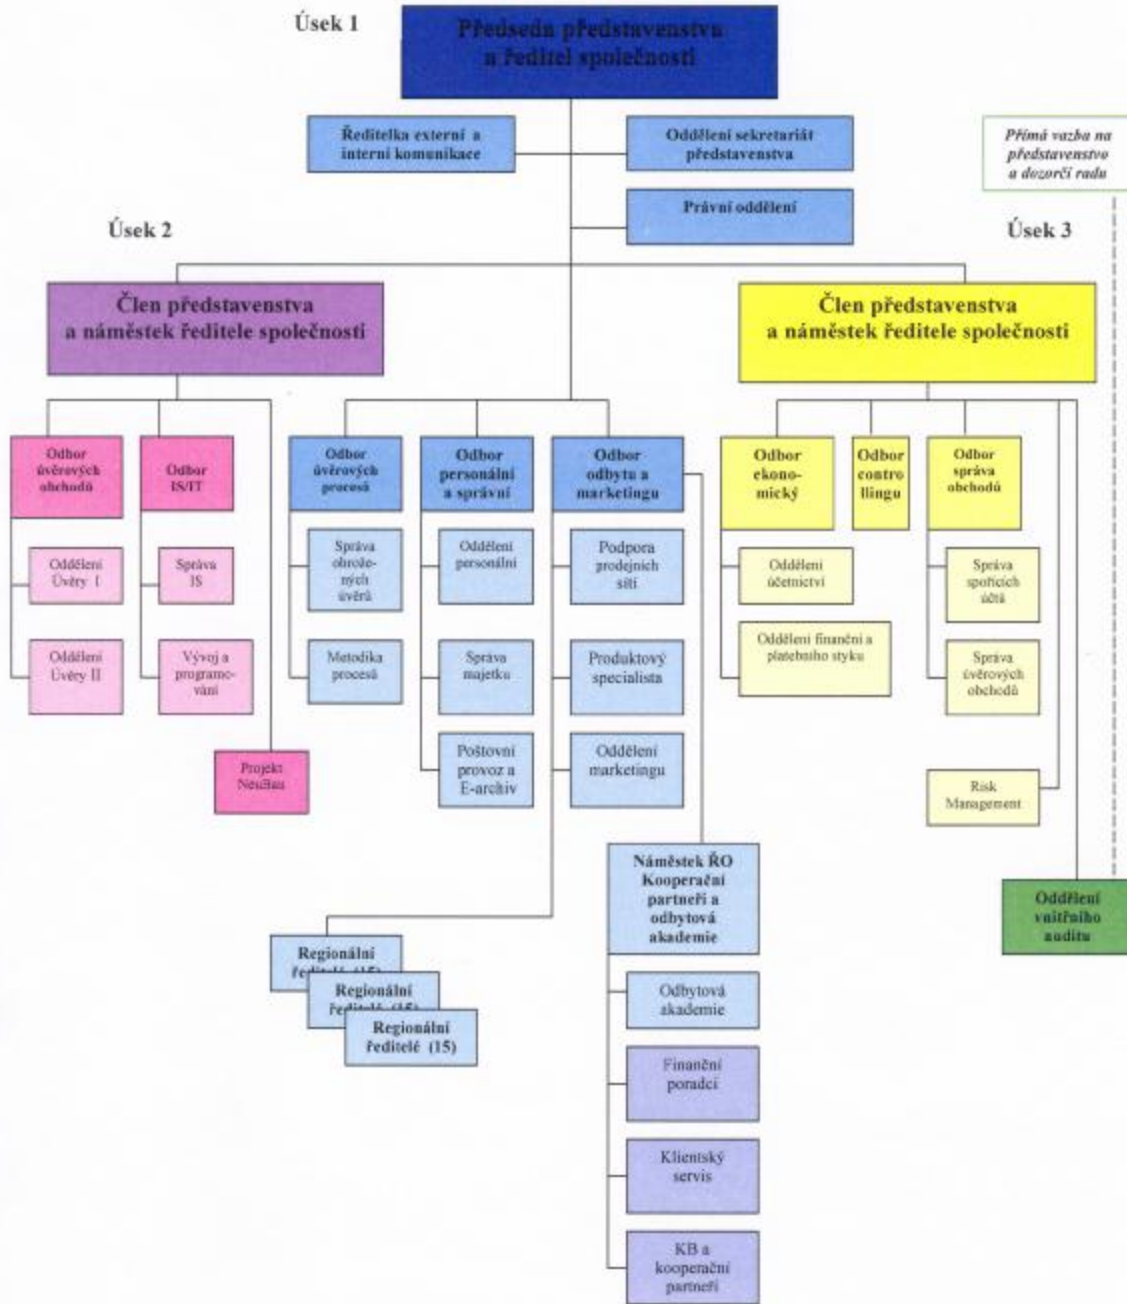 Úsek 1
Předseda představenstva
a ředitel společnosti
Ředitelka externí a
interní komunikace
Oddělení sekretariát
představenstva
Přímá vazba na
představenstvo
a dozorčí radu
Právní oddělení
Úsek 2
Úsek 3
Člen představenstva
a náměstek ředitele společnosti
Člen představenstva
a náměstek ředitele společnosti
Odbor
úvěrových
obchodů
Odbor
IS/IT
Odbor
úvěrových
procesů
Odbor
personální
a správní
Odbor
odbytu a
marketingu
Odbor
ekono-
mický
Odbor
contro
llingu
Odbor
správa
obchodů
Oddělení
Úvěry I
Správa
IS
Správa
ohrože-
ných
úvěrů
Oddělení
personální
Podpora
prodejních
sítí
Oddělení
účetnictví
Správa
spořících
účtů
Oddělení
Úvěry II
Vývoj a
programo-
vání
Metodika
procesů
Správa
majetku
Produktový
specialista
Oddělení finanční a
platebního styku
Správa
úvěrových
obchodů
Projekt
NeuBau
Poštovní
provoz a
E-archiv
Oddělení
marketingu
Risk
Management
Náměstek ŘO
Kooperační
partneři a
odbytová
akademie
Oddělení
vnitřního
auditu
Regionální
ředitelé (15)
Regionální
ředitelé (15)
Regionální
ředitelé (15)
Odbytová
akademie
Finanční
poradci
Klientský
servis
KB a
kooperační
partneři